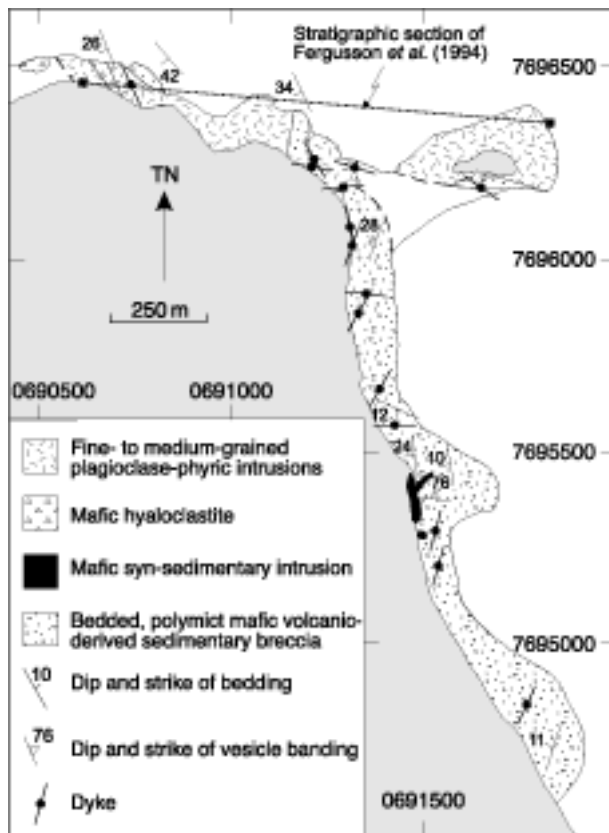 26
42
34
Stratigraphic section of
Fergusson et al. (1994)
7696500
TN
28
7696000
250 m
0690500
0691000
12
24
10
7695500
76
Fine- to medium-grained
plagioclase-phyric intrusions
Mafic hyaloclastite
Mafic syn-sedimentary intrusion
Bedded, polymict mafic volcanic-
derived sedimentary breccia
7695000
10
Dip and strike of bedding
76
Dip and strike of vesicle banding
11
Dyke
0691500